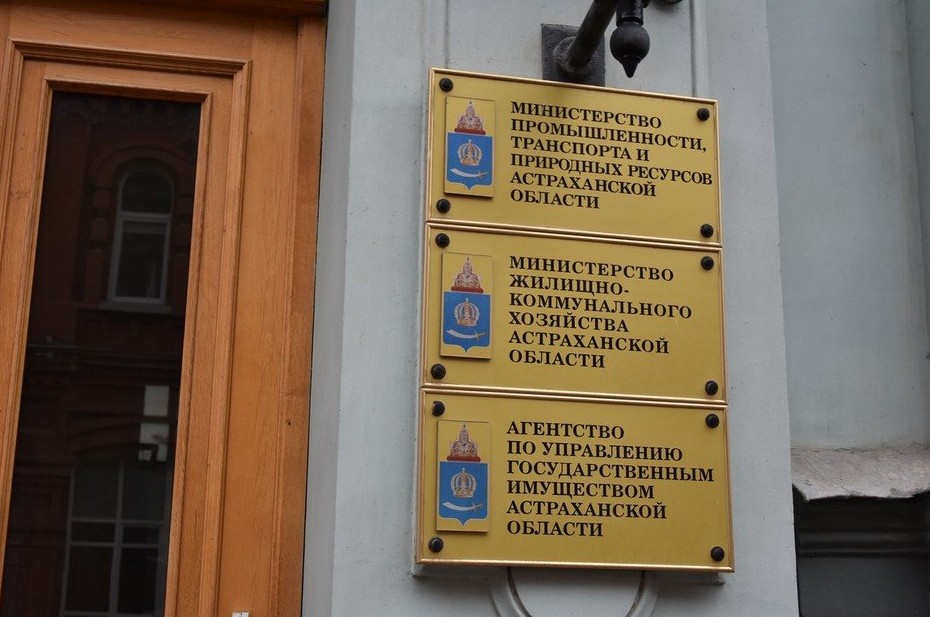 МИНИСТЕРСТВО
ПРОМЫШЛЕННОСТИ,
ТРАНСПОРТА И
ПРИРОДНЫХ РЕСУРСОВ
АСТРАХАНСКОЙ
ОБЛАСТИ
МИНИСТЕРСТВО
ЖИЛИЩНО-
КОММУНАЛЬНОГО
ХОЗЯЙСТВА
АСТРАХАНСКОЙ
ОБЛАСТИ
АГЕНТСТВО
ПО УПРАВЛЕНИЮ
ГОСУДАРСТВЕННЫМ
ИМУЩЕСТВОМ
АСТРАХАНСКОЙ
ОБЛАСТИ